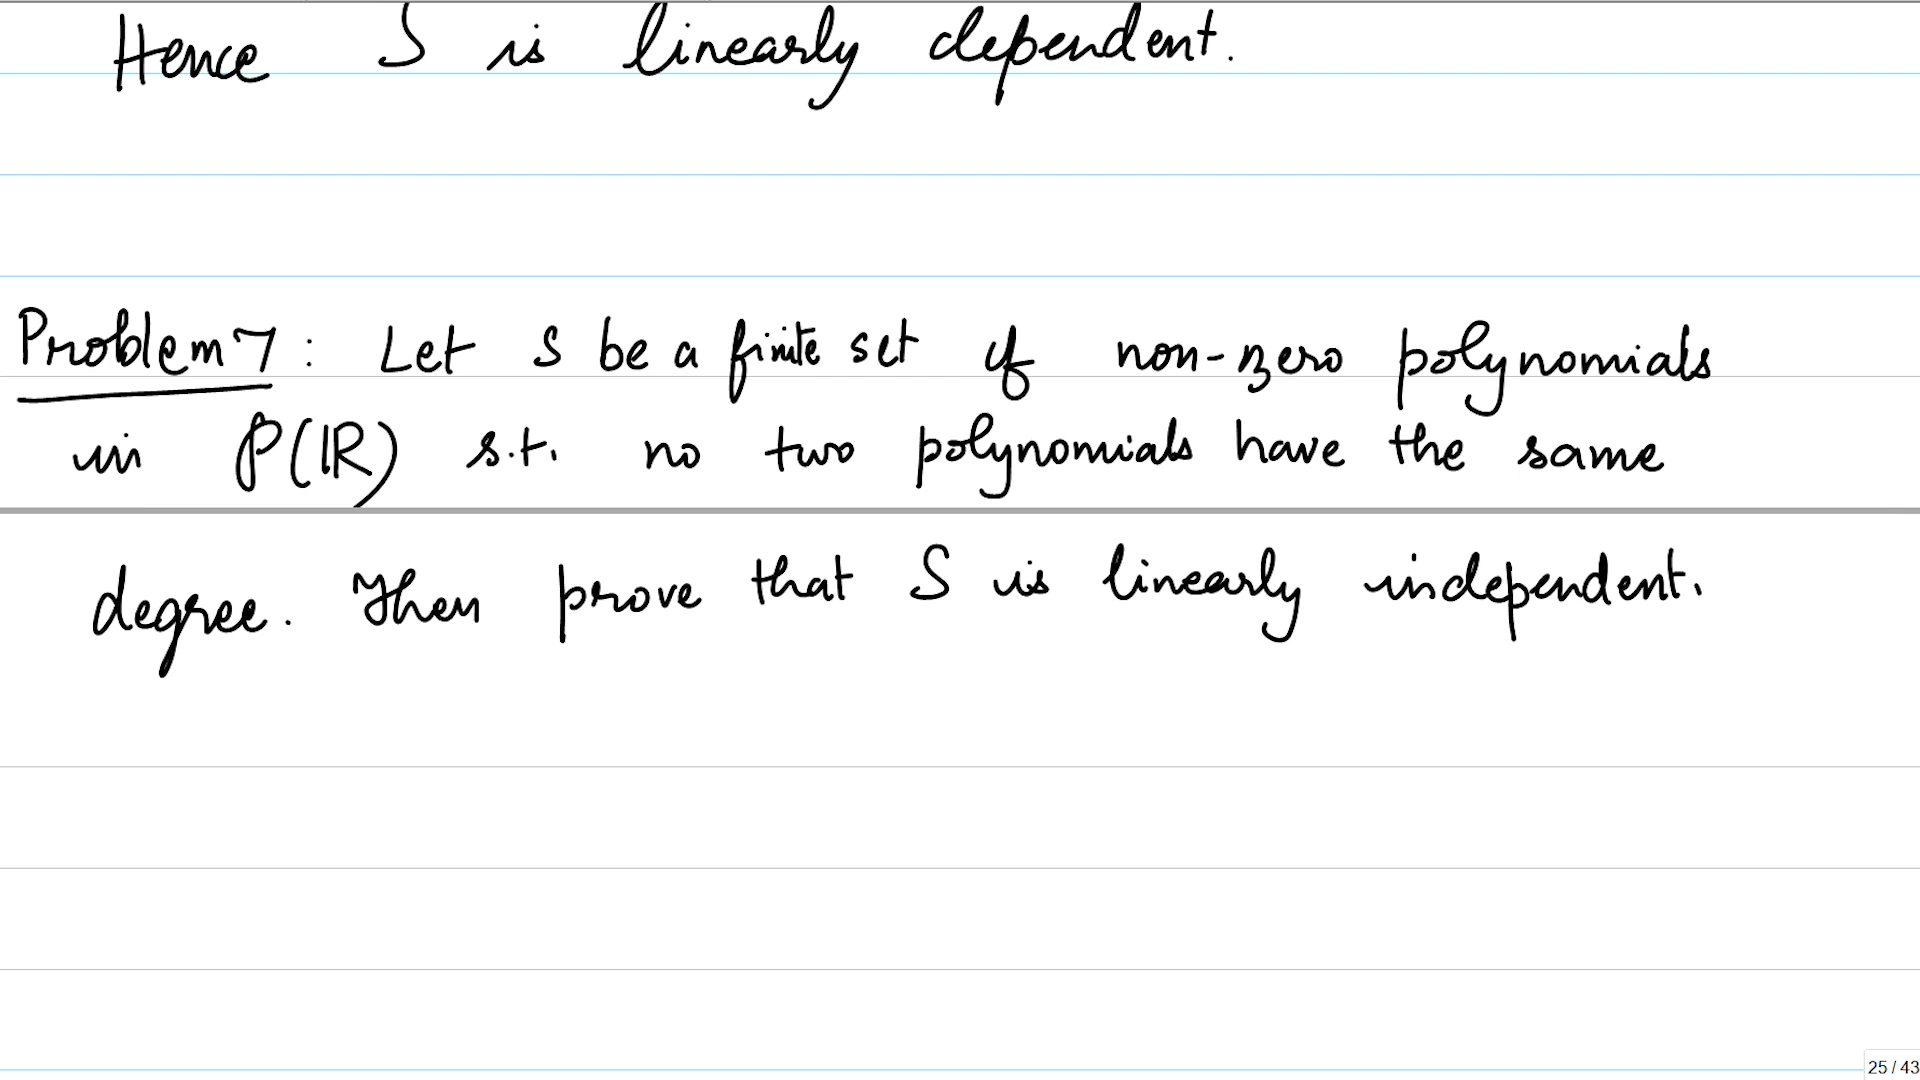 Hence S is linearly dependent.
Problem 7 : Let S be a finite set of non-zero polynomials
in P(ℝ) s.t. no two polynomials have the same
degree. Then prove that S is linearly independent.
25 / 43